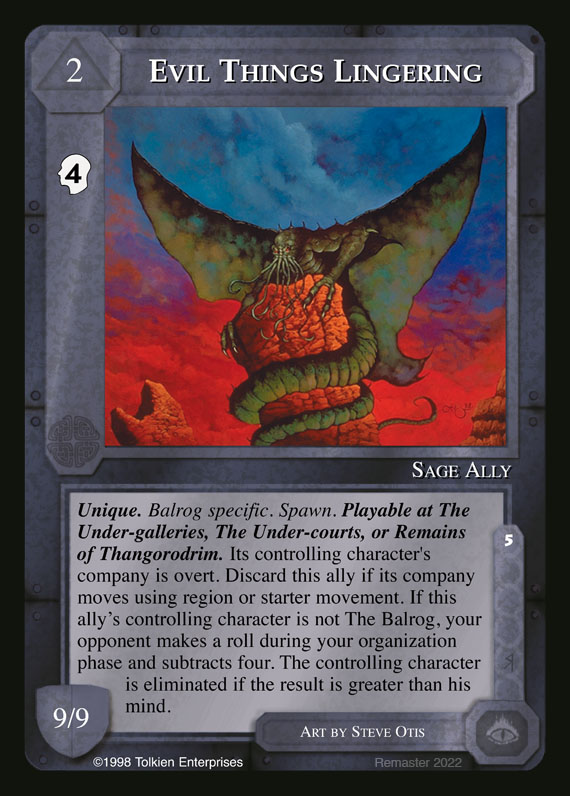 2
Evil Things Lingering
4
Sage Ally
Unique. Balrog specific. Spawn. Playable at The
Under-galleries, The Under-courts, or Remains
of Thangorodrim. Its controlling character's
company is overt. Discard this ally if its company
moves using region or starter movement. If this
ally's controlling character is not The Balrog, your
opponent makes a roll during your organization
phase and subtracts four. The controlling character
is eliminated if the result is greater than his
mind.
5
R
9/9
Art by Steve Otis
©1998 Tolkien Enterprises
Remaster 2022